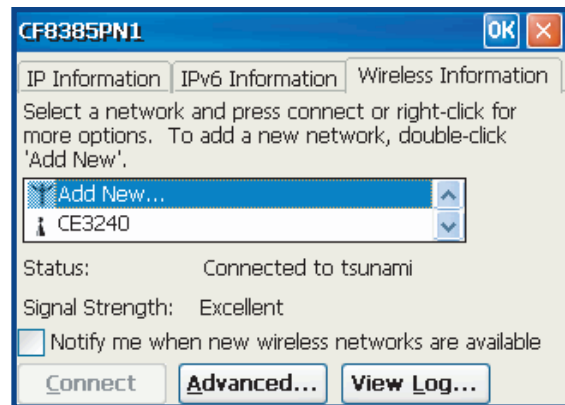 CF8385PN1 OK
IP Information IPv6 Information Wireless Information
Select a network and press connect or right-click for
more options. To add a new network, double-click
'Add New'.
Add New...
CE3240
Status: Connected to tsunami
Signal Strength: Excellent
Notify me when new wireless networks are available
Connect Advanced... View Log...